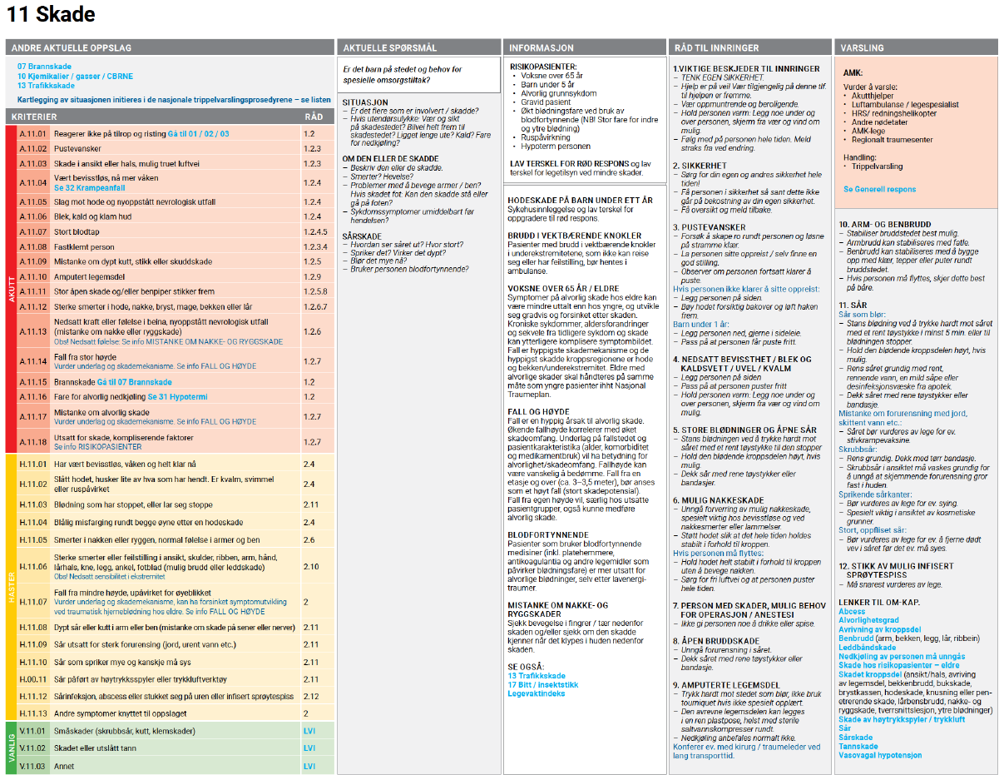 11 Skade
ANDRE AKTUELLE OPPSLAG
07 Brannskade
10 Kjemikalier / gasser / CBRNE
13 Trafikkskade
Kartlegging av situasjonen initieres i de nasjonale trippelvarslingsprosedyrene – se listen
KRITERIER RÅD
AKUTT
A.11.01 Reagerer ikke på tilrop og risting Gå til 01 / 02 / 03 1.2
A.11.02 Pustevansker 1.2.3
A.11.03 Skade i ansikt eller hals, mulig truet luftvei 1.2.3
A.11.04 Vært bevisstløs, nå mer våken 1.2.4
Se 32 Krampeanfall
A.11.05 Slag mot hode og nyoppstått nevrologisk utfall 1.2.4
A.11.06 Blek, kald og klam hud 1.2.4
A.11.07 Stort blodtap 1.2.4.5
A.11.08 Fastklemt person 1.2.3.4
A.11.09 Mistanke om dypt kutt, stikk eller skuddskade 1.2.5
A.11.10 Amputert legemsdel 1.2.9
A.11.11 Stor åpen skade og/eller benpiper stikker frem 1.2.5.8
A.11.12 Sterke smerter i hode, nakke, bryst, mage, bekken eller lår 1.2.6.7
A.11.13 Nedsatt kraft eller følelse i beina, nyoppstått nevrologisk utfall 1.2.6
(mistanke om nakke eller ryggskade)
Obs! Nedsatt følelse: Se info MISTANKE OM NAKKE- OG RYGGSKADE
A.11.14 Fall fra stor høyde 1.2.7
Vurder underlag og skademekanisme. Se info FALL OG HØYDE
A.11.15 Brannskade Gå til 07 Brannskade 1.2
A.11.16 Fare for alvorlig nedkjøling Se 31 Hypotermi 1.2
A.11.17 Mistanke om alvorlig skade 1.2.7
Vurder underlag og skademekanisme. Se info FALL OG HØYDE
A.11.18 Utsatt for skade, kompliserende faktorer 1.2.7
Se info RISIKOPASIENTER
HASTER
H.11.01 Har vært bevisstløs, våken og helt klar nå 2.4
H.11.02 Slått hodet, husker lite av hva som har hendt. Er kvalm, svimmel 2.4
eller ruspåvirket
H.11.03 Blødning som har stoppet, eller lar seg stoppe 2.11
H.11.04 Blålig misfarging rundt begge øyne etter en hodeskade 2.4
H.11.05 Smerter i nakken eller ryggen, normal følelse i armer og ben 2.6
H.11.06 Sterke smerter eller feilstilling i ansikt, skulder, ribben, arm, hånd, 2.10
lårhals, kne, legg, ankel, fotblad (mulig brudd eller leddskade)
Obs! Nedsatt sensibilitet i ekstremitet
H.11.07 Fall fra mindre høyde, upåvirket for øyeblikket 2
Vurder underlag og skademekanisme, kan ha forsinket symptomutvikling
ved traumatisk hjerneblødning hos eldre. Se info FALL OG HØYDE
H.11.08 Dypt sår eller kutt i arm eller ben (mistanke om skade på sener eller nerver) 2.11
H.11.09 Sår utsatt for sterk forurensing (jord, urent vann etc.) 2.11
H.11.10 Sår som spriker mye og kanskje må sys 2.11
H.00.11 Sår påført av høytrykksspyler eller trykkluftverktøy 2.11
H.11.12 Sårinfeksjon, abscess eller stukket seg på uren eller infisert sprøytespiss 2.12
H.11.13 Andre symptomer knyttet til oppslaget 2
VANLIG
V.11.01 Småskader (skrubbsår, kutt, klemskader) LVI
V.11.02 Skadet eller utslått tann LVI
V.11.03 Annet LVI
AKTUELLE SPØRSMÅL
Er det barn på stedet og behov for
spesielle omsorgstiltak?
SITUASJON
– Er det flere som er involvert / skadde?
– Hvis utendørsulykke: Vær og sikt
på skadestedet? Blivei helt frem til
skadestedet? Ligget lenge ute? Kald? Fare
for nedkjøling?
OM DEN ELLER DE SKADDE
– Beskriv den eller de skadde.
– Smerter? Hevelse?
– Problemer med å bevege armer / ben?
Hvis skadet fot: Kan den skadde stå eller
gå på foten?
– Sykdomssymptomer umiddelbart før
hendelsen?
SÅRSKADE
– Hvordan ser såret ut? Hvor stort?
– Spriker det? Virker det dypt?
– Blør det mye nå?
– Bruker personen blodfortynnende?
INFORMASJON
RISIKOPASIENTER:
• Voksne over 65 år
• Barn under 5 år
• Alvorlig grunnsykdom
• Gravid pasient
• Økt blødningsfare ved bruk av
blodfortynnende (NB! Stor fare for indre
og ytre blødning)
• Ruspåvirkning
• Hypoterm personen
LAV TERSKEL FOR RØD RESPONS og lav
terskel for legetilsyn ved mindre skader.
HODESKADE PÅ BARN UNDER ETT ÅR
Sykehusinnleggelse og lav terskel for
oppgradere til rød respons.
BRUDD I VEKTBÆRENDE KNOKLER
Pasienter med brudd i vektbærende knokler
i underekstremitetene, som ikke kan reise
seg eller har feilstilling, bør hentes i
ambulanse.
VOKSNE OVER 65 ÅR / ELDRE
Symptomer på alvorlig skade hos eldre kan
være mindre uttalt enn hos yngre, og utvikle
seg gradvis og forsinket etter skaden.
Kroniske sykdommer, aldersforandringer
og sekvele fra tidligere sykdom og skade
kan ytterligere komplisere symptombildet.
Fall er hyppigste skademekanisme og de
hyppigst skadde kroppsregionene er hode
og bekken/underekstremitet. Eldre med
alvorlige skader skal håndteres på samme
måte som yngre pasienter ihht Nasjonal
Traumeplan.
FALL OG HØYDE
Fall er en hyppig årsak til alvorlig skade.
Økende fallhøyde korrelerer med øket
skadeomfang. Underlag på fallstedet og
pasientkarakteristika (alder, komorbiditet
og medikamentbruk) vil ha betydning for
alvorlighet/skadeomfang. Fallhøyde kan
være vanskelig å bedømme. Fall fra en
etasje og over (ca. 3–3,5 meter), bør anses
som et høyt fall (stort skadepotensial).
Fall fra egen høyde vil, særlig hos utsatte
pasientgrupper, også kunne medføre
alvorlig skade.
BLODFORTYNNENDE
Pasienter som bruker blodfortynnende
medisiner (inkl. platehemmere,
antikoagulantia og andre legemidler som
påvirker blødningsfare) er mer utsatt for
alvorlige blødninger, selv etter lavenergi-
traumer.
MISTANKE OM NAKKE- OG
RYGGSKADER
Sjekk bevegelse i fingrer / tær nedenfor
skaden og/eller sjekk om den skadde
kjenner når det klypes i huden nedenfor
skaden.
SE OGSÅ:
13 Trafikkskade
17 Bitt / insektstikk
Legevaktindeks
RÅD TIL INNRINGER
1.VIKTIGE BESKJEDER TIL INNRINGER
– TENK EGEN SIKKERHET.
– Hjelp er på vei! Vær tilgjengelig på denne tlf.
til hjelpen er fremme.
– Vær oppmuntrende og beroligende.
– Hold personen varm: Legg noe under og
over personen, skjerm fra vær og vind om
mulig.
– Følg med på personen hele tiden. Meld
straks fra ved endring.
2. SIKKERHET
– Sørg for din egen og andres sikkerhet hele
tiden!
– Få personen i sikkerhet så sant dette ikke
går på bekostning av din egen sikkerhet.
– Få oversikt og meld tilbake.
3. PUSTEVANSKER
– Forsøk å skape ro rundt personen og løsne
på stramme klær.
– La personen sitte oppreist / selv finne en
god stilling.
– Observer om personen fortsatt klarer å
puste.
Hvis personen ikke klarer å sitte oppreist:
– Legg personen på siden.
– Bøy hodet forsiktig bakover og løft haken
frem.
Barn under 1 år:
– Legg personen ned, gjerne i sideleie.
– Pass på at personen får puste fritt.
4. NEDSATT BEVISSTHET / BLEK OG
KALDSVETT / UVEL / KVALM
– Legg personen på siden
– Pass på at personen puster fritt
– Hold personen varm: Legg noe under og
over personen, skjerm fra vær og vind om
mulig.
5. STORE BLØDNINGER OG ÅPNE SÅR
– Stans blødningen ved å trykke hardt mot
såret med et rent tøystykke til den stopper
– Hold den blødende kroppsdelen høyt, hvis
mulig.
– Dekk sår med rene tøystykker eller
bandasjer.
6. MULIG NAKKESKADE
– Unngå forverring av mulig nakkeskade,
spesielt viktig hos bevisstløse og ved
nakkesmerter eller lammelser.
– Støtt hodet slik at det hele tiden holdes
stabilt i forhold til kroppen.
Hvis personen må flyttes:
– Hold hodet helt stabilt i forhold til kroppen
uten å bevege nakken.
– Sørg for fri luftvei og at personen puster
hele tiden.
7. PERSON MED SKADER, MULIG BEHOV
FOR OPERASJON / ANESTESI
– Ikke gi personen noe å drikke eller spise.
8. ÅPEN BRUDDSKADE
– Unngå forurensning i såret.
– Dekk såret med rene tøystykker eller
bandasje.
9. AMPUTERTE LEGEMSDEL
– Trykk hardt mot stedet som blør, ikke bruk
tourniquet hvis ikke spesielt opplært.
– Den avrevne legemsdelen kan legges
i en ren plastpose, helst med sterile
saltvannskompresser rundt.
– Nedkjøling anbefales normalt ikke.
Konferer ev. med kirurg / traumeleder ved
lang transporttid.
VARSLING
AMK:
Vurder å varsle:
• Akutthjelper
• Luftambulanse / legespesialist
• HRS/ redningshelikopter
• Andre nødetater
• AMK-lege
• Regionalt traumesenter
Handling:
• Trippelvarsling
Se Generell respons
10. ARM- OG BENBRUDD
– Stabiliser bruddstedet best mulig.
– Armbrudd kan stabiliseres med fatle.
– Benbrudd kan stabiliseres med å bygge
opp med klær, tepper eller puter rundt
bruddstedet.
– Hvis personen må flyttes, skjer dette best
på båre.
11. SÅR
Sår som blør:
– Stans blødning ved å trykke hardt mot såret
med et rent tøystykke i minst 5 min. eller til
blødningen stopper.
– Hold den blødende kroppsdelen høyt, hvis
mulig.
– Rens såret grundig med rent,
rennende vann, en mild såpe eller
desinfeksjonsvæske fra apotek.
– Dekk såret med rene tøystykker eller
bandasje.
Mistanke om forurensning med jord,
skittent vann etc.:
– Såret bør vurderes av lege for ev.
stivkrampevaksine.
Skrubbsår:
– Rens grundig. Dekk med tørr bandasje.
– Skrubbsår i ansiktet må vaskes grundig for
å unngå at skjemmende forurensning gror
fast i huden.
Sprikende sårkanter:
– Bør vurderes av lege for ev. sying.
– Spesielt viktig i ansiktet av kosmetiske
grunner.
Stort, oppfliset sår:
– Bør vurderes av lege for ev. å fjerne dødt
vev i såret før det ev. må syes.
12. STIKK AV MULIG INFISERT
SPRØYTESPISS
– Må snarest vurderes av lege.
LENKER TIL OM-KAP.
Abcess
Alvorlighetsgrad
Avrivning av kroppsdel
Benbrudd (arm, bekken, legg, lår, ribbein)
Leddbåndskade
Nedkjøling av personen må unngås
Skade hos risikopasienter – eldre
Skadet kroppsdel (ansikt/hals, avriving
av legemsdel, bekkenbrudd, bukskade,
brystkassen, hodeskade, knusning eller pen-
etrerende skade, lårbensbrudd, nakke- og
ryggskade, tverrsnittslesjon, ytre blødninger)
Skade av høytrykkspyler / trykkluft
Sår
Sårskade
Tannskade
Vasovagal hypotensjon